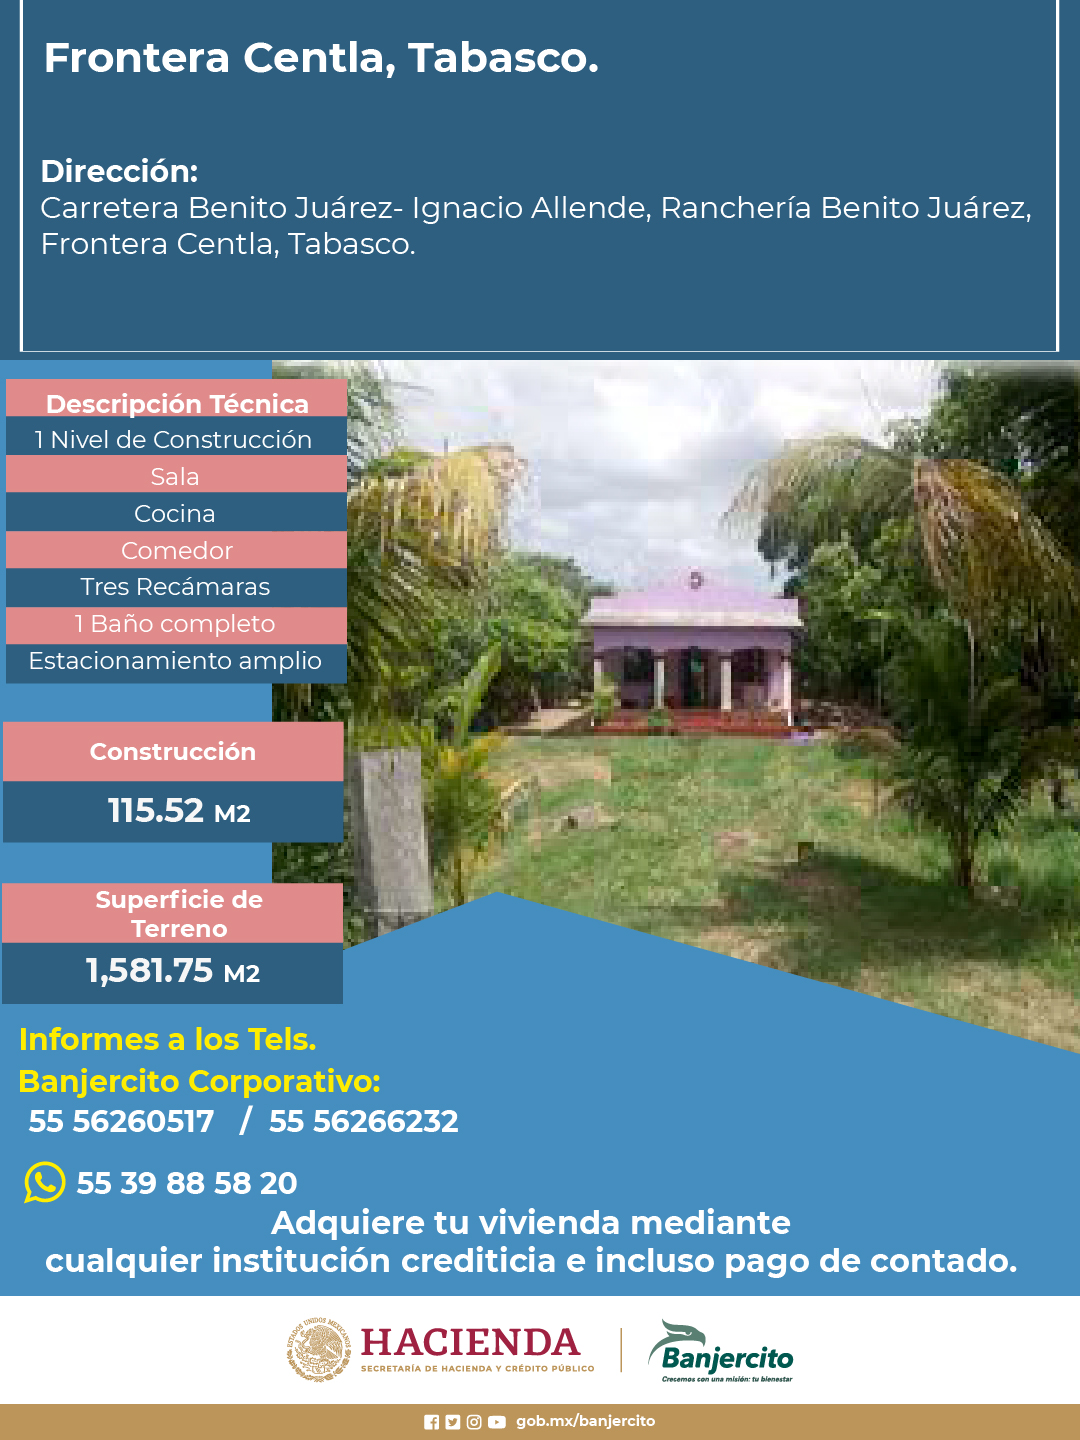 Frontera Centla, Tabasco.
Dirección:
Carretera Benito Juárez- Ignacio Allende, Ranchería Benito Juárez,
Frontera Centla, Tabasco.
Descripción Técnica
1 Nivel de Construcción
Sala
Cocina
Comedor
Tres Recámaras
1 Baño completo
Estacionamiento amplio
Construcción
115.52 M2
Superficie de
Terreno
1,581.75 M2
Informes a los Tels.
Banjercito Corporativo:
55 56260517 / 55 56266232
55 39 88 58 20
Adquiere tu vivienda mediante
cualquier institución crediticia e incluso pago de contado.
ESTADOS UNIDOS MEXICANOS
HACIENDA
SECRETARÍA DE HACIENDA Y CRÉDITO PÚBLICO
Banjercito
Crecemos con una misión: tu bienestar
gob.mx/banjercito